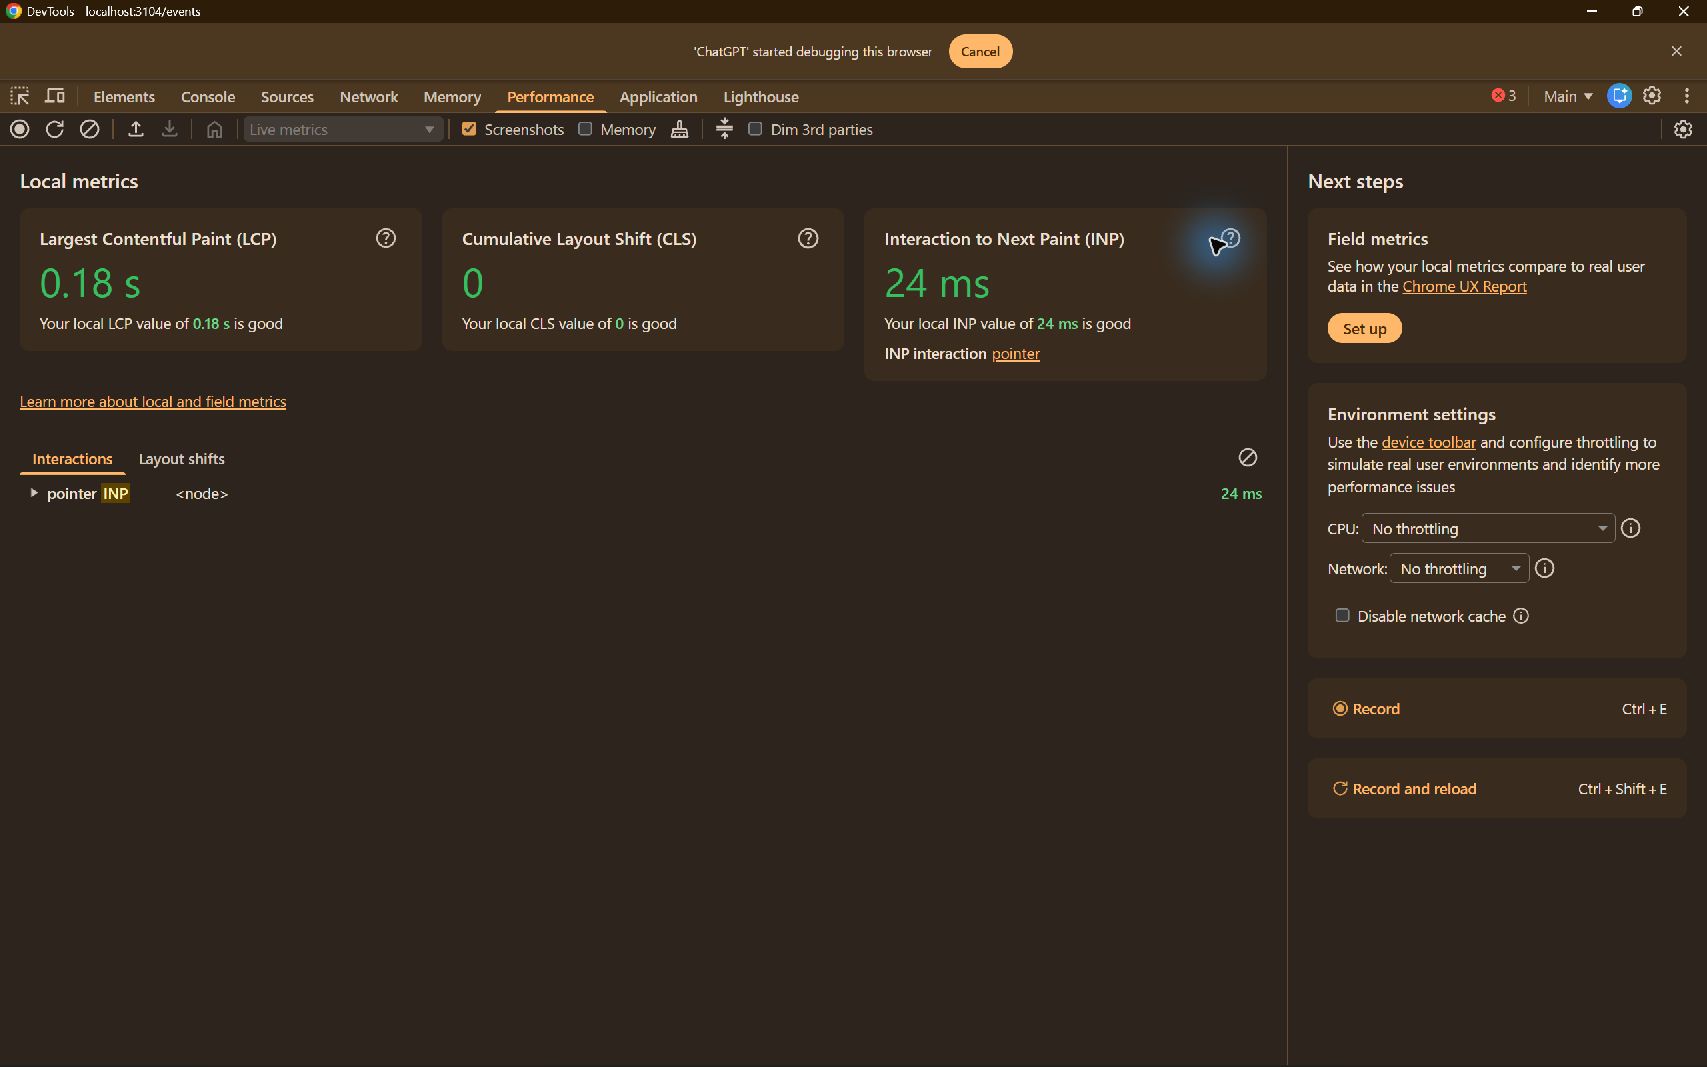 DevTools localhost:3104/events
'ChatGPT' started debugging this browser Cancel
Elements Console Sources Network Memory Performance Application Lighthouse 3 Main
Live metrics Screenshots Memory Dim 3rd parties
Local metrics
Largest Contentful Paint (LCP)
0.18 s
Your local LCP value of 0.18 s is good
Cumulative Layout Shift (CLS)
0
Your local CLS value of 0 is good
Interaction to Next Paint (INP)
24 ms
Your local INP value of 24 ms is good
INP interaction pointer
Learn more about local and field metrics
Interactions Layout shifts
pointer INP <node> 24 ms
Next steps
Field metrics
See how your local metrics compare to real user
data in the Chrome UX Report
Set up
Environment settings
Use the device toolbar and configure throttling to
simulate real user environments and identify more
performance issues
CPU: No throttling
Network: No throttling
Disable network cache
Record Ctrl + E
Record and reload Ctrl + Shift + E